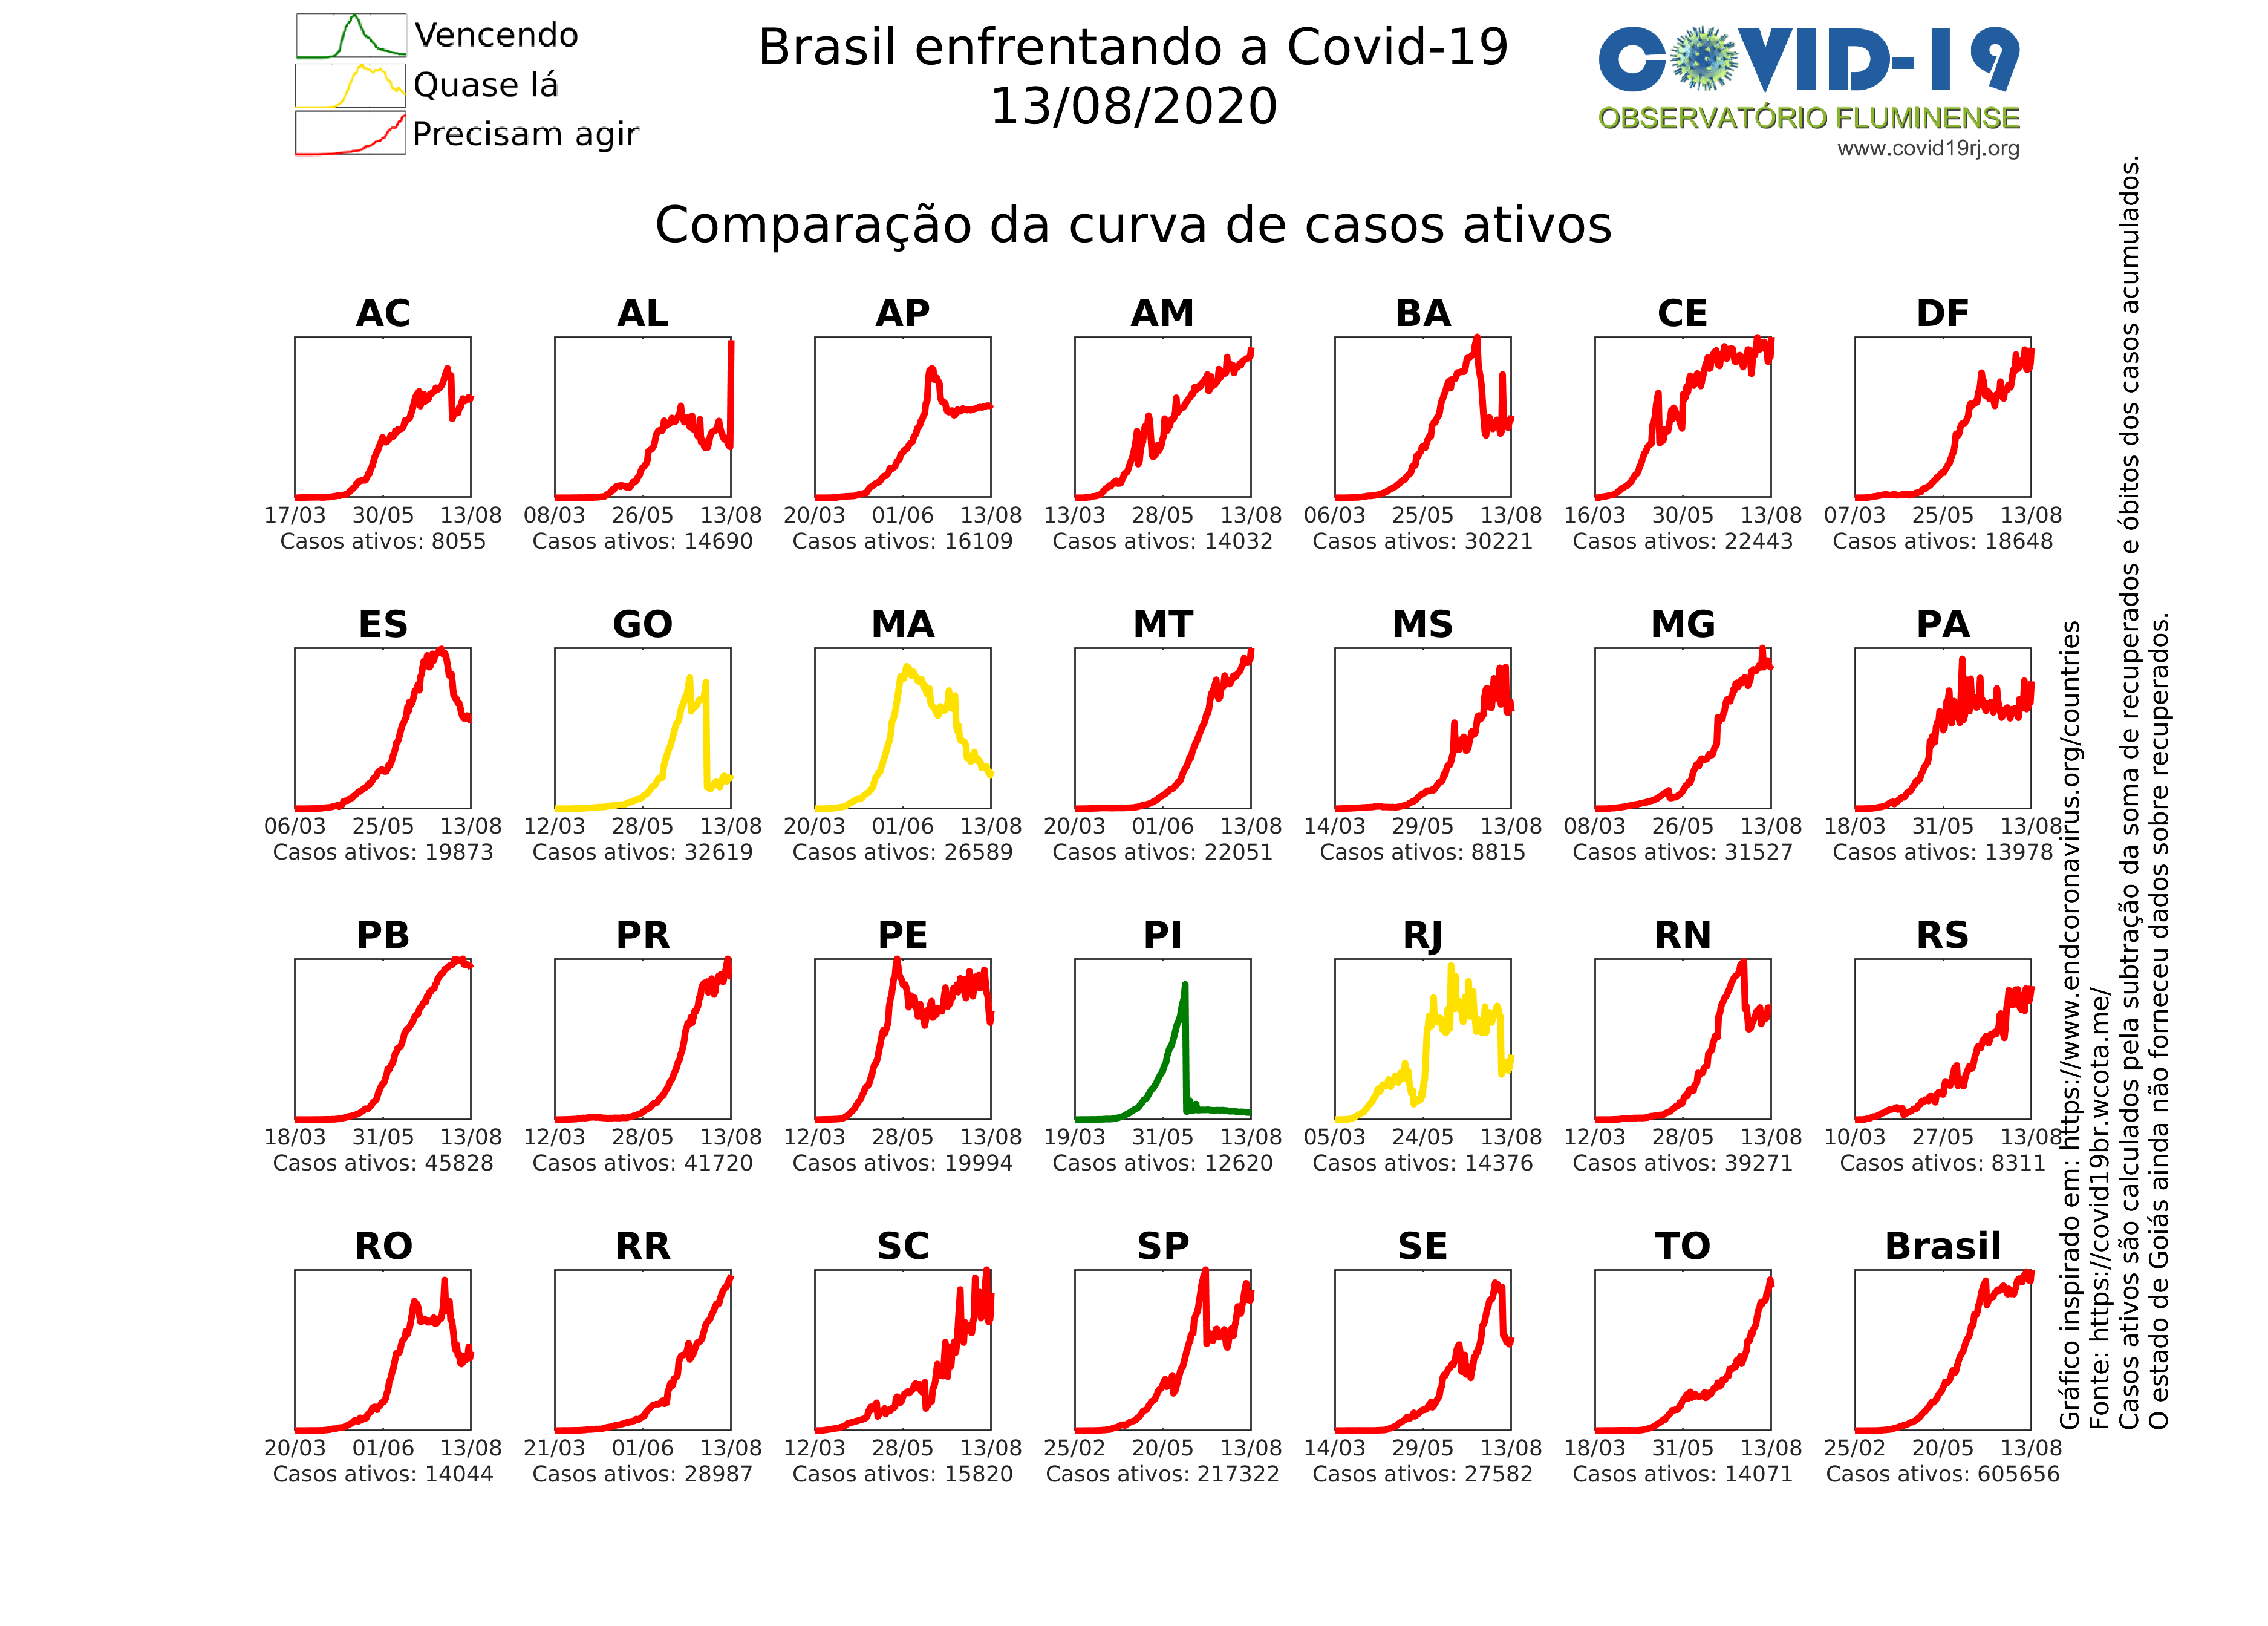 Vencendo
Quase lá
Precisam agir
Brasil enfrentando a Covid-19
13/08/2020
COVID-19
OBSERVATÓRIO FLUMINENSE
www.covid19rj.org
Comparação da curva de casos ativos
AC AL AP AM BA CE DF
17/03 30/05 13/08 08/03 26/05 13/08 20/03 01/06 13/08 13/03 28/05 13/08 06/03 25/05 13/08 16/03 30/05 13/08 07/03 25/05 13/08
Casos ativos: 8055 Casos ativos: 14690 Casos ativos: 16109 Casos ativos: 14032 Casos ativos: 30221 Casos ativos: 22443 Casos ativos: 18648
ES GO MA MT MS MG PA
06/03 25/05 13/08 12/03 28/05 13/08 20/03 01/06 13/08 20/03 01/06 13/08 14/03 29/05 13/08 08/03 26/05 13/08 18/03 31/05 13/08
Casos ativos: 19873 Casos ativos: 32619 Casos ativos: 26589 Casos ativos: 22051 Casos ativos: 8815 Casos ativos: 31527 Casos ativos: 13978
PB PR PE PI RJ RN RS
18/03 31/05 13/08 12/03 28/05 13/08 12/03 28/05 13/08 19/03 31/05 13/08 05/03 24/05 13/08 12/03 28/05 13/08 10/03 27/05 13/08
Casos ativos: 45828 Casos ativos: 41720 Casos ativos: 19994 Casos ativos: 12620 Casos ativos: 14376 Casos ativos: 39271 Casos ativos: 8311
RO RR SC SP SE TO Brasil
20/03 01/06 13/08 21/03 01/06 13/08 12/03 28/05 13/08 25/02 20/05 13/08 14/03 29/05 13/08 18/03 31/05 13/08 25/02 20/05 13/08
Casos ativos: 14044 Casos ativos: 28987 Casos ativos: 15820 Casos ativos: 217322 Casos ativos: 27582 Casos ativos: 14071 Casos ativos: 605656
Gráfico inspirado em: https://www.endcoronavirus.org/countries
Fonte: https://covid19br.wcota.me/
Casos ativos são calculados pela subtração da soma de recuperados e óbitos dos casos acumulados.
O estado de Goiás ainda não forneceu dados sobre recuperados.